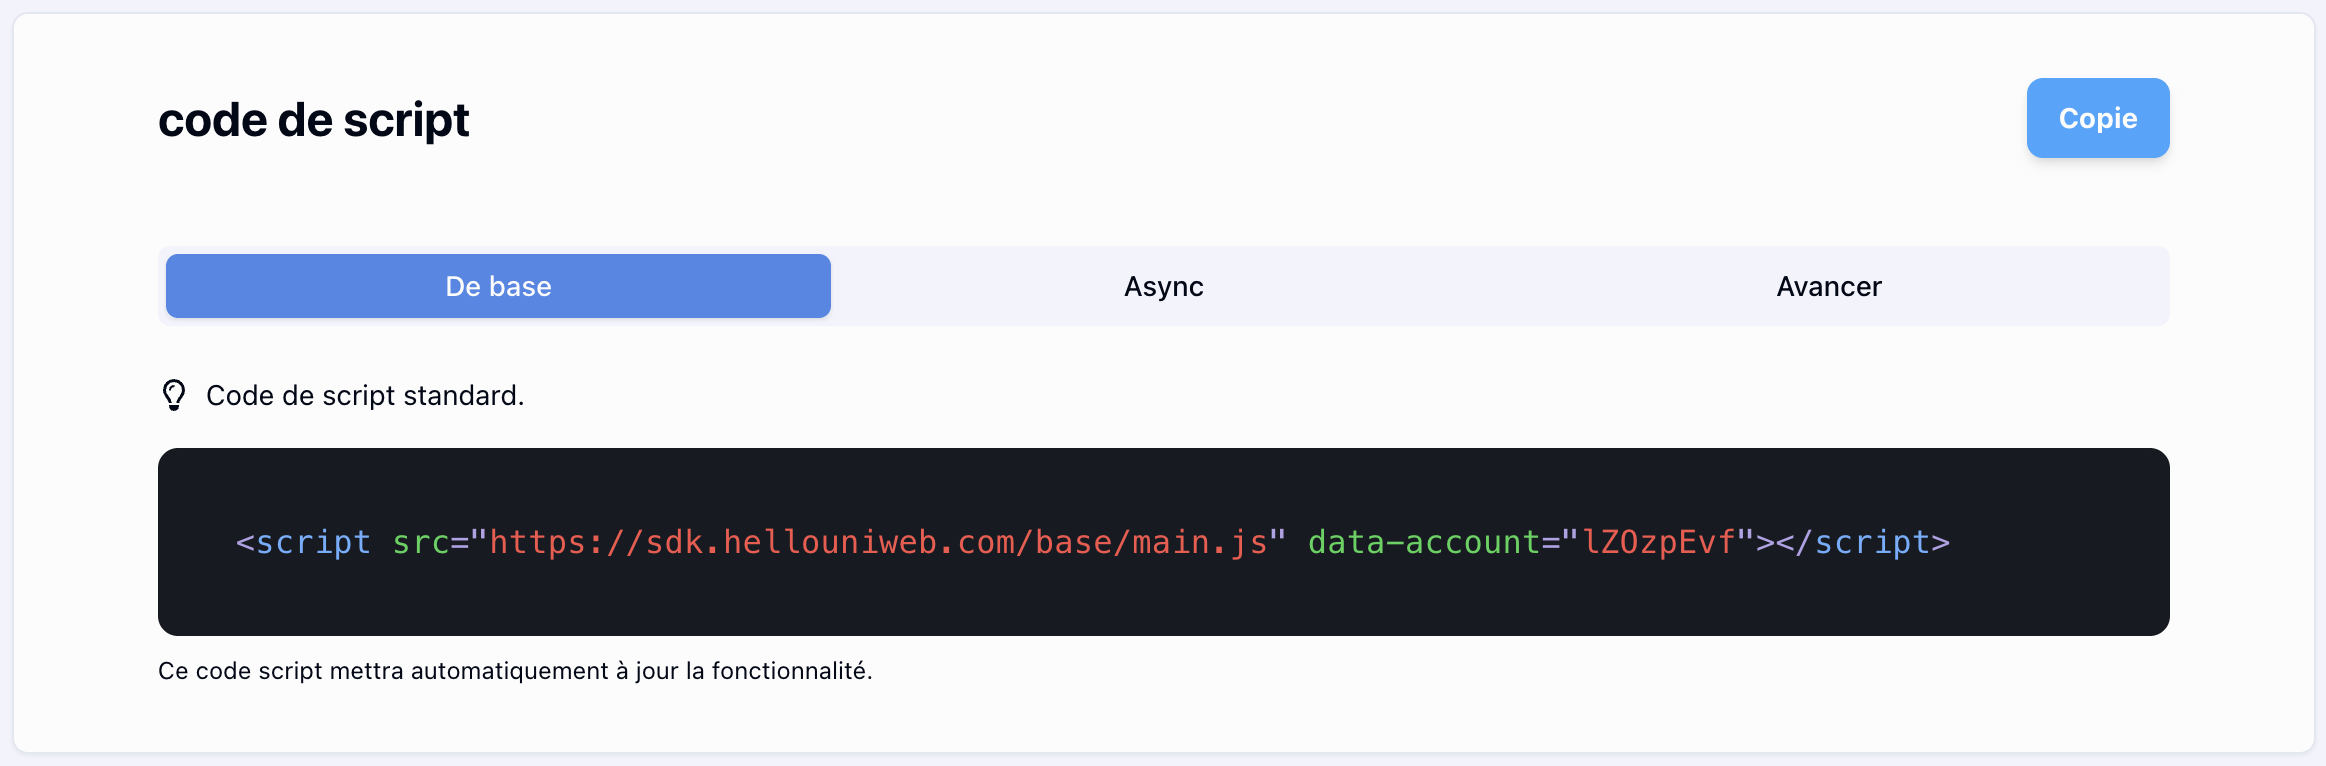 code de script
Copie
De base
Async
Avancer
Code de script standard.
<script src="https://sdk.hellouniweb.com/base/main.js" data-account="lZOzpEvf"></script>
Ce code script mettra automatiquement à jour la fonctionnalité.